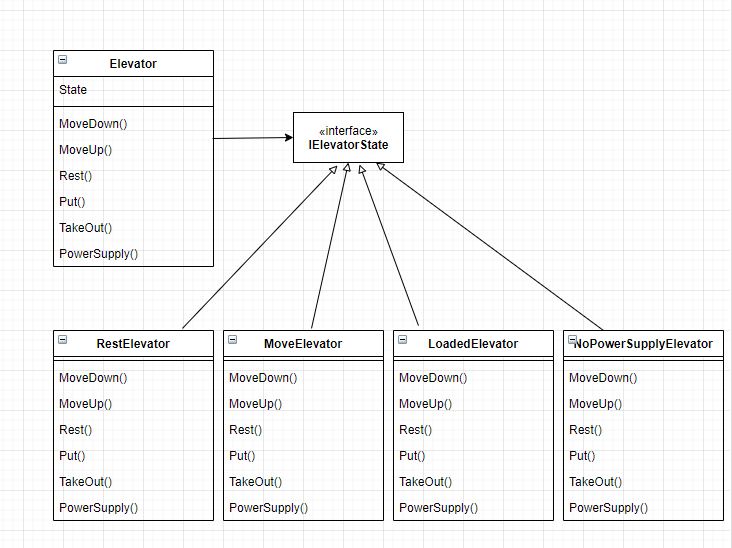 Elevator
State
MoveDown()
MoveUp()
Rest()
Put()
TakeOut()
PowerSupply()
«interface»
IElevatorState
RestElevator
MoveDown()
MoveUp()
Rest()
Put()
TakeOut()
PowerSupply()
MoveElevator
MoveDown()
MoveUp()
Rest()
Put()
TakeOut()
PowerSupply()
LoadedElevator
MoveDown()
MoveUp()
Rest()
Put()
TakeOut()
PowerSupply()
NoPowerSupplyElevator
MoveDown()
MoveUp()
Rest()
Put()
TakeOut()
PowerSupply()